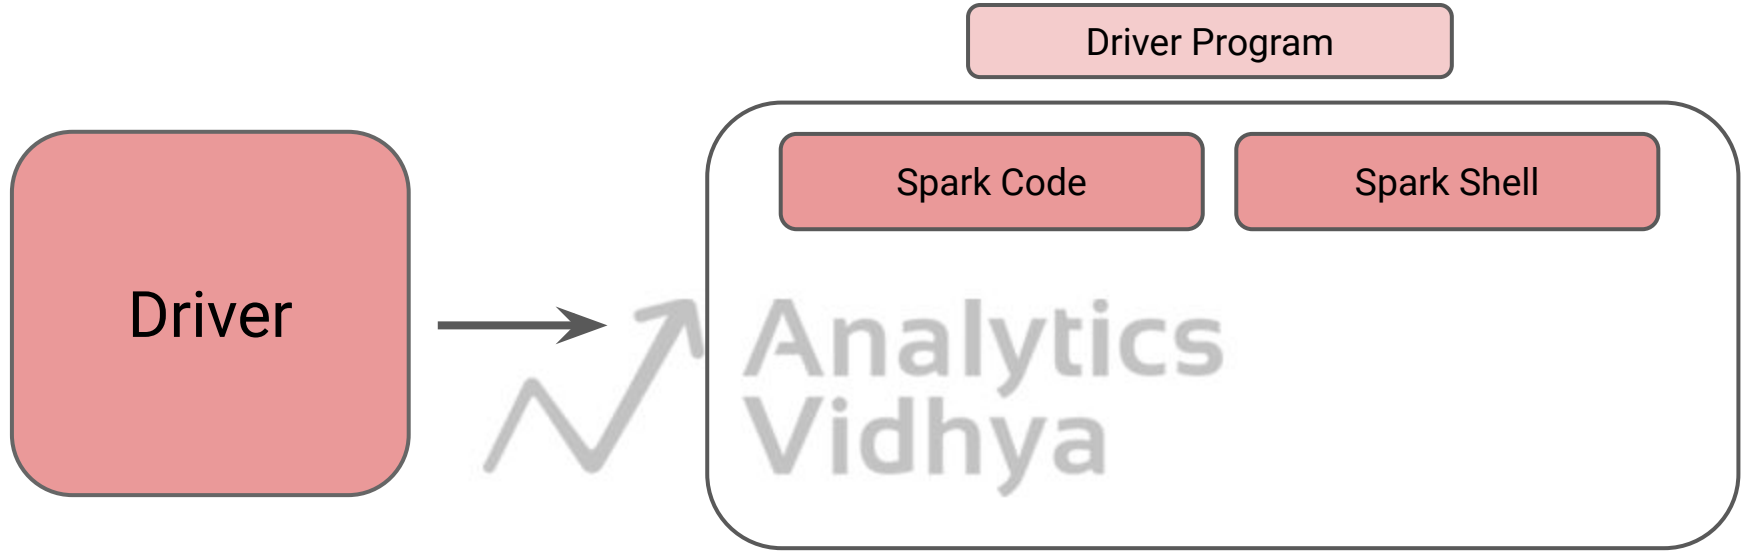 Driver Program
Spark Code
Spark Shell
Driver
Analytics
Vidhya